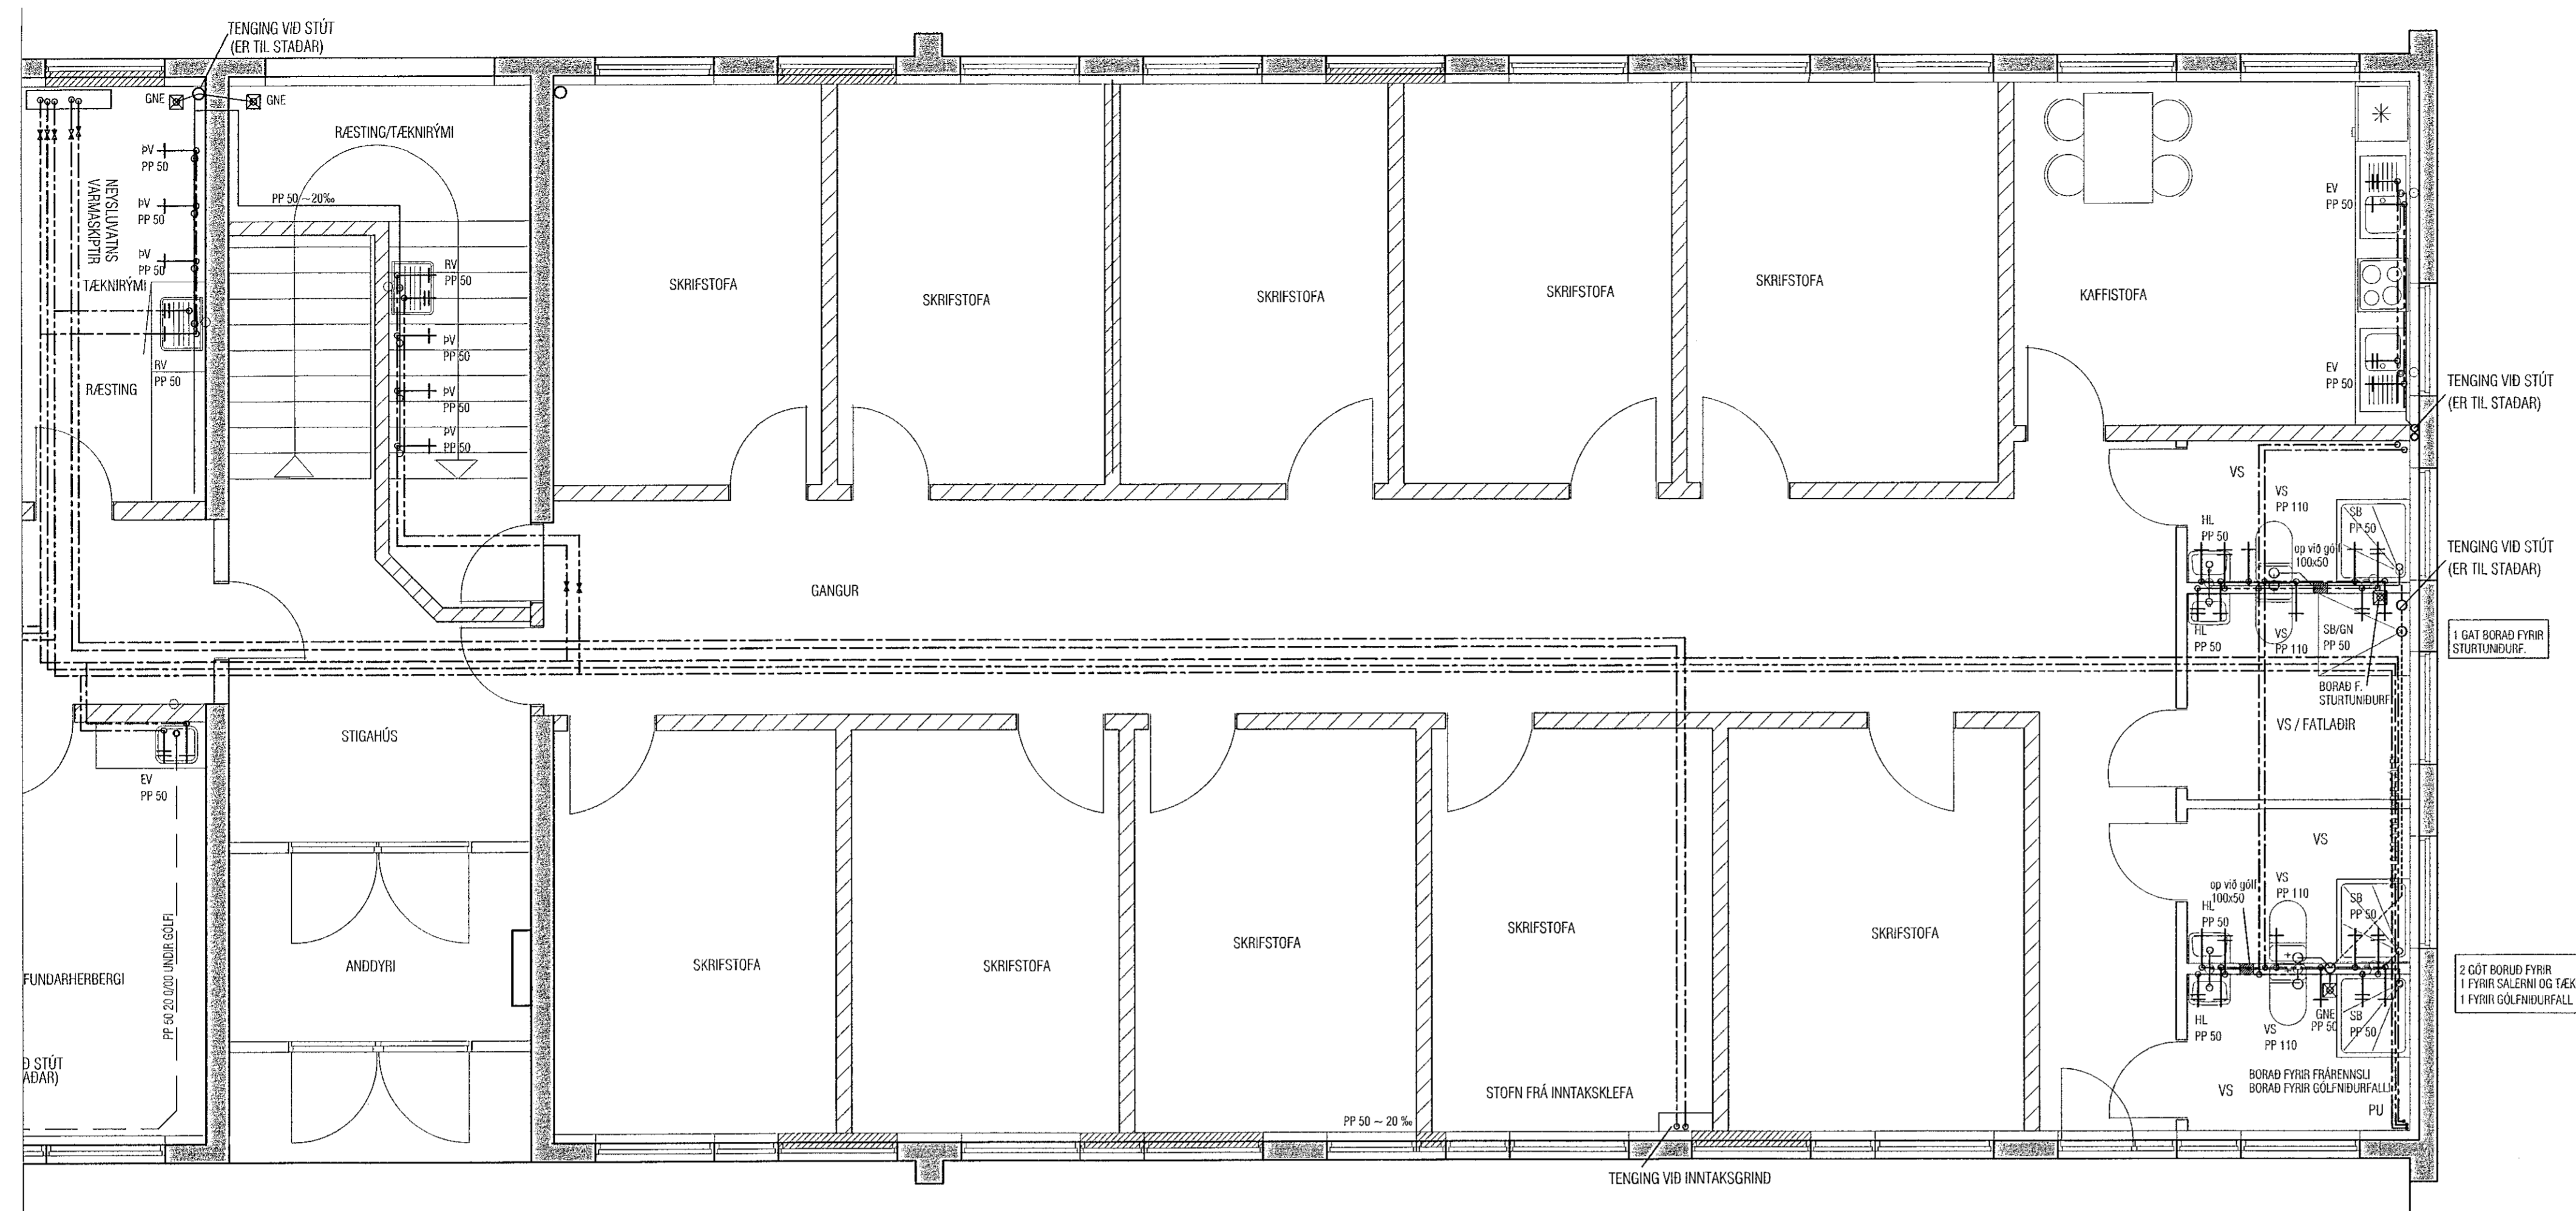 TENGING VIÐ STÚT
(ER TIL STAÐAR)
GNE
GNE
RÆSTING/TÆKNIRÝMI
ÞV
PP 50
NEYSLUVATNS
VARMASKIPTIR
ÞV
PP 50
PP 50 ~20‰
ÞV
PP 50
TÆKNIRÝMI
RV
PP 50
RV
PP 50
RÆSTING
ÞV
PP 50
ÞV
PP 50
ÞV
PP 50
SKRIFSTOFA
SKRIFSTOFA
SKRIFSTOFA
SKRIFSTOFA
SKRIFSTOFA
KAFFISTOFA
EV
PP 50
EV
PP 50
TENGING VIÐ STÚT
(ER TIL STAÐAR)
VS
VS
PP 110
HL
PP 50
SB
PP 50
op við gólf
100x50
TENGING VIÐ STÚT
(ER TIL STAÐAR)
GANGUR
HL
PP 50
VS
PP 110
SB/GN
PP 50
1 GAT BORAÐ FYRIR
STURTUNIÐURF.
BORAÐ F.
STURTUNIÐURF
VS / FATLAÐIR
STIGAHÚS
EV
PP 50
PP 50 20 0/00 UNDIR GÓLFI
FUNDARHERBERGI
ANDDYRI
SKRIFSTOFA
SKRIFSTOFA
SKRIFSTOFA
SKRIFSTOFA
SKRIFSTOFA
VS
op við gólf
100x50
VS
PP 110
HL
PP 50
SB
PP 50
2 GÖT BORUÐ FYRIR
1 FYRIR SALERNI OG TÆK
1 FYRIR GÓLFNIÐURFALL
HL
PP 50
VS
PP 110
GNE
PP 50
SB
PP 50
BORAÐ FYRIR FRÁRENNSLI
BORAÐ FYRIR GÓLFNIÐURFALLI
VS
PU
Ð STÚT
AÐAR)
STOFN FRÁ INNTAKSKLEFA
PP 50 ~ 20 ‰
TENGING VIÐ INNTAKSGRIND